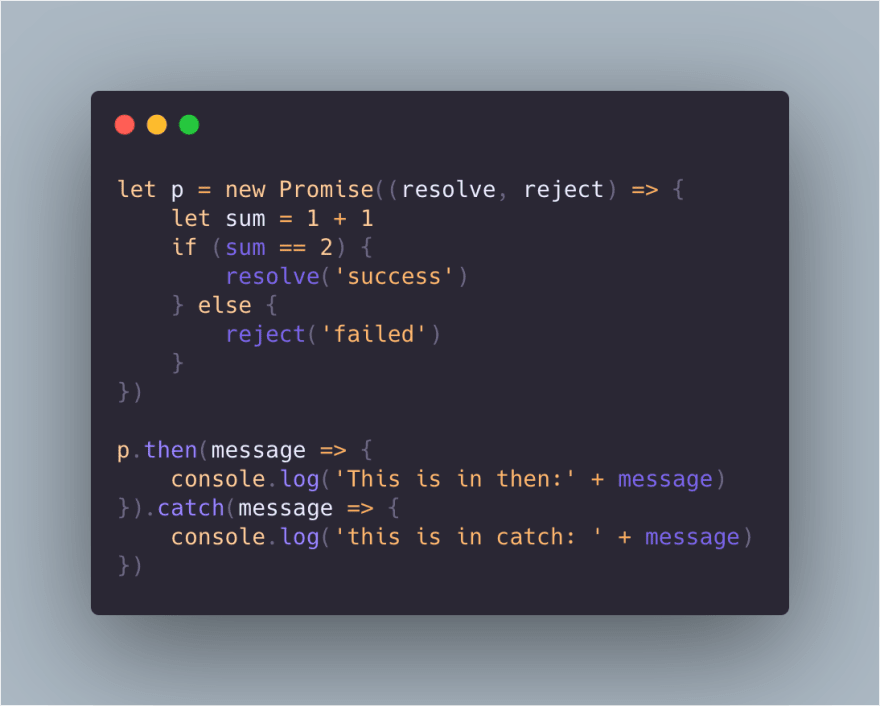 let p = new Promise((resolve, reject) => {
    let sum = 1 + 1
    if (sum == 2) {
        resolve('success')
    } else {
        reject('failed')
    }
})

p.then(message => {
    console.log('This is in then:' + message)
}).catch(message => {
    console.log('this is in catch: ' + message)
})